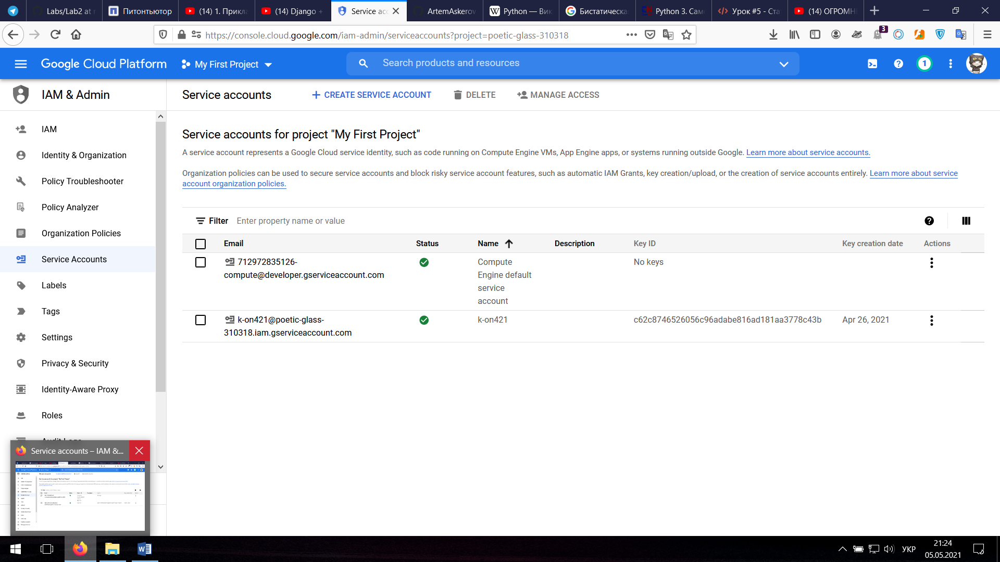 Labs/Lab2 at
Питонтьютор
(14) 1. Прикла
(14) Django +
Service acc
ArtemAskerov
Python — Вик
Бистатическа
Python 3. Сам
Урок #5 - Ста
(14) ОГРОМН
https://console.cloud.google.com/iam-admin/serviceaccounts?project=poetic-glass-310318
3
Google Cloud Platform
My First Project
Search products and resources
1
IAM & Admin
Service accounts
CREATE SERVICE ACCOUNT
DELETE
MANAGE ACCESS
IAM
Identity & Organization
Policy Troubleshooter
Policy Analyzer
Organization Policies
Service Accounts
Labels
Tags
Settings
Privacy & Security
Identity-Aware Proxy
Roles
Audit Logs
Service accounts for project "My First Project"
A service account represents a Google Cloud service identity, such as code running on Compute Engine VMs, App Engine apps, or systems running outside Google. Learn more about service accounts.
Organization policies can be used to secure service accounts and block risky service account features, such as automatic IAM Grants, key creation/upload, or the creation of service accounts entirely. Learn more about service
account organization policies.
Filter Enter property name or value
Email Status Name Description Key ID Key creation date Actions
712972835126- Compute No keys
compute@developer.gserviceaccount.com Engine default
service
account
k-on421@poetic-glass- k-on421 c62c8746526056c96adabe816ad181aa3778c43b Apr 26, 2021
310318.iam.gserviceaccount.com
Service accounts – IAM &...
УКР
21:24
05.05.2021